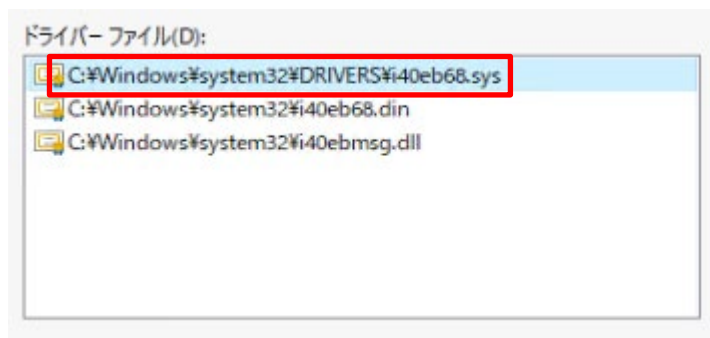 ドライバー ファイル(D):
C:¥Windows¥system32¥DRIVERS¥i40eb68.sys
C:¥Windows¥system32¥i40eb68.din
C:¥Windows¥system32¥i40ebmsg.dll